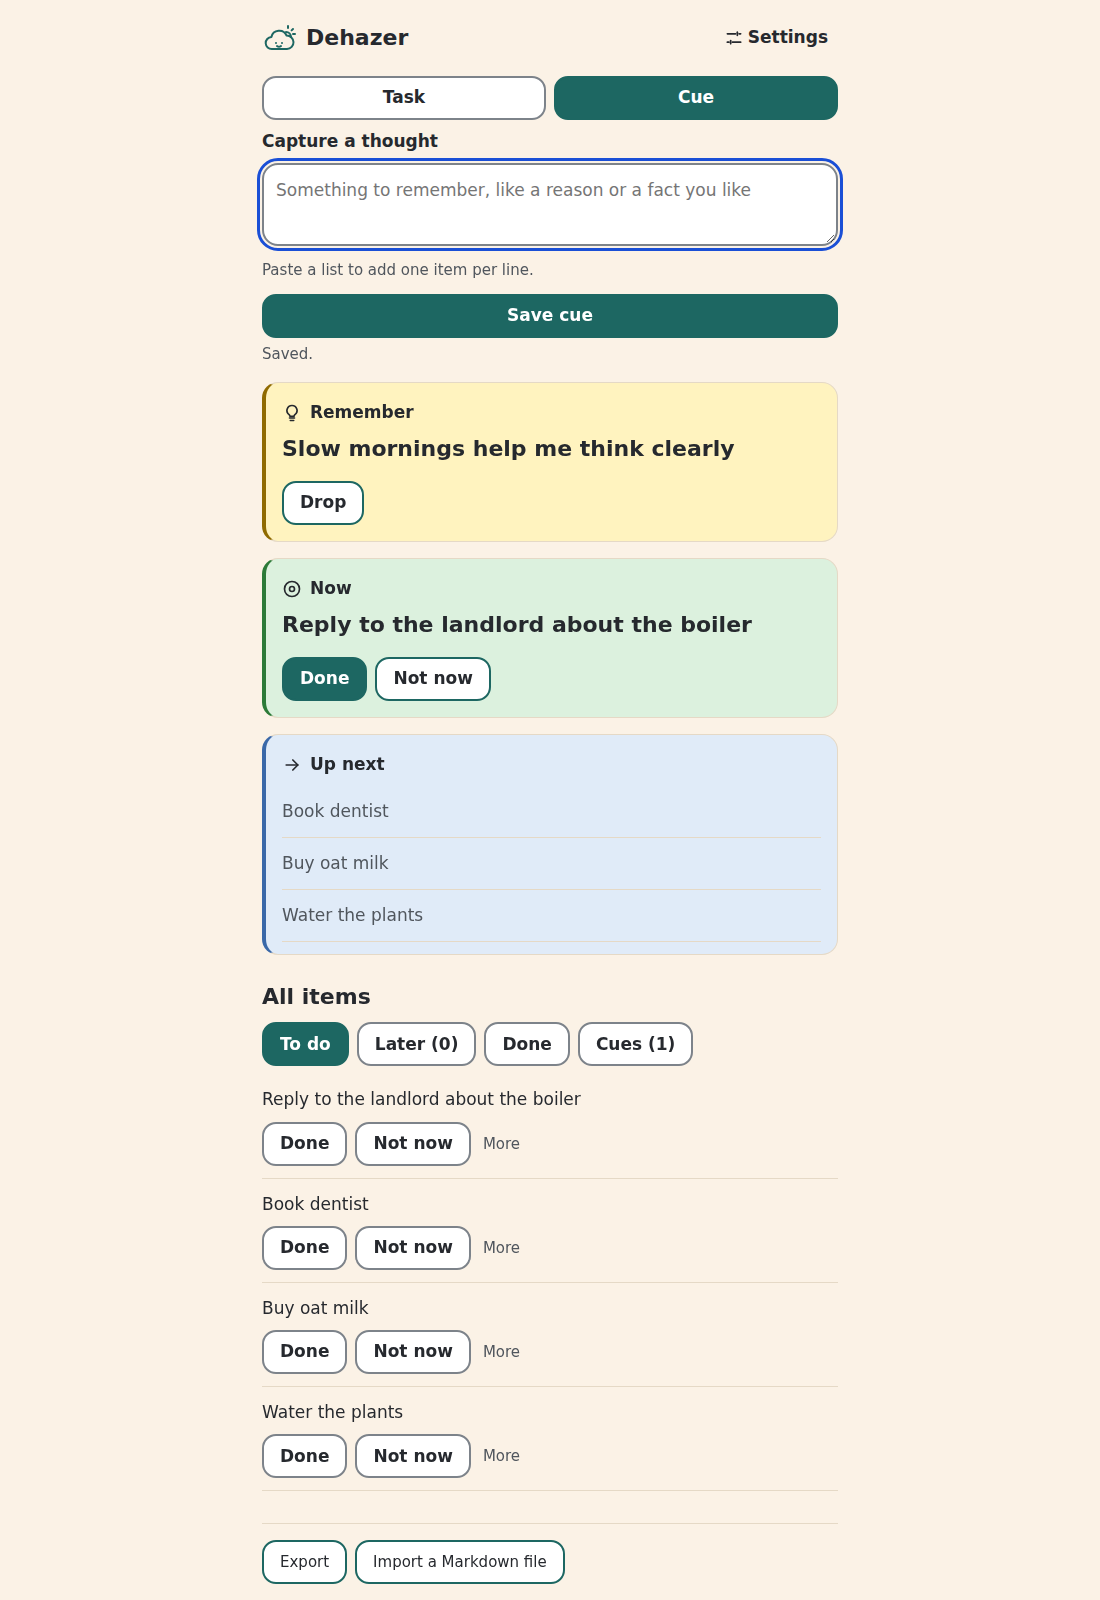 Dehazer
Settings
Task
Cue
Capture a thought
Something to remember, like a reason or a fact you like
Paste a list to add one item per line.
Save cue
Saved.
Remember
Slow mornings help me think clearly
Drop
Now
Reply to the landlord about the boiler
Done
Not now
Up next
Book dentist
Buy oat milk
Water the plants
All items
To do
Later (0)
Done
Cues (1)
Reply to the landlord about the boiler
Done
Not now
More
Book dentist
Done
Not now
More
Buy oat milk
Done
Not now
More
Water the plants
Done
Not now
More
Export
Import a Markdown file